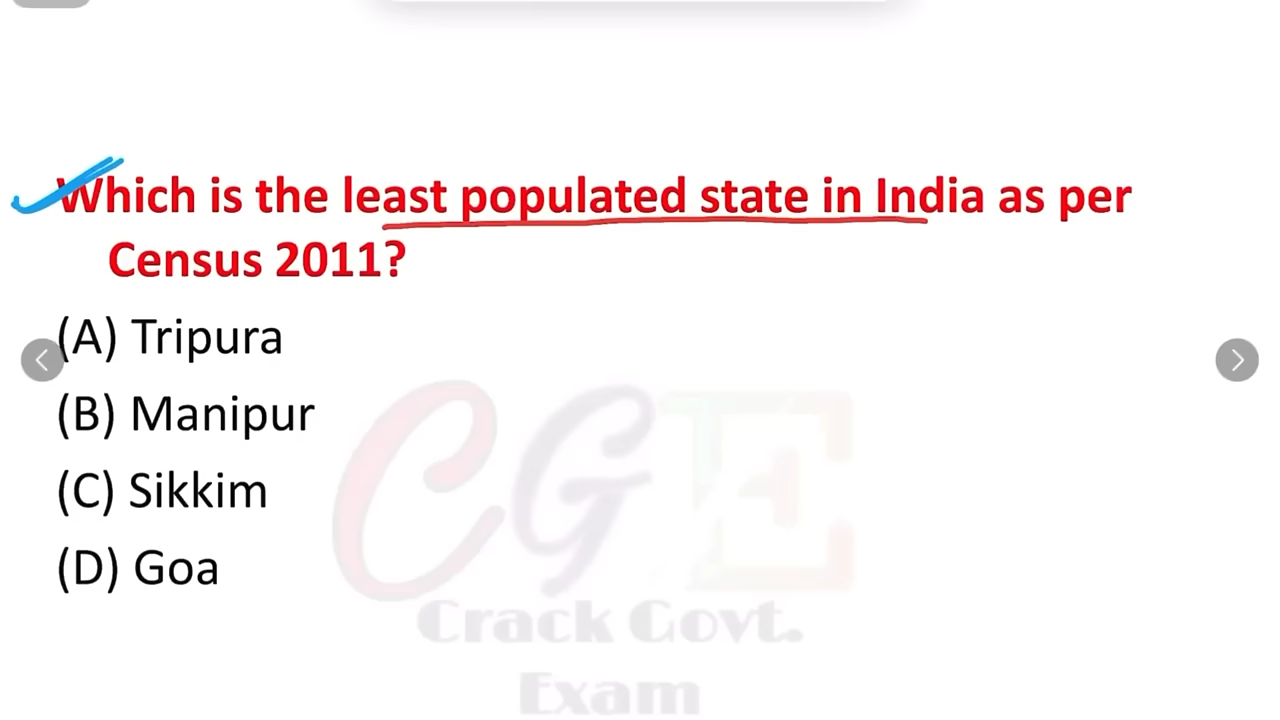 Which is the least populated state in India as per
Census 2011?
(A) Tripura
(B) Manipur
(C) Sikkim
(D) Goa
CGE
Crack Govt.
Exam